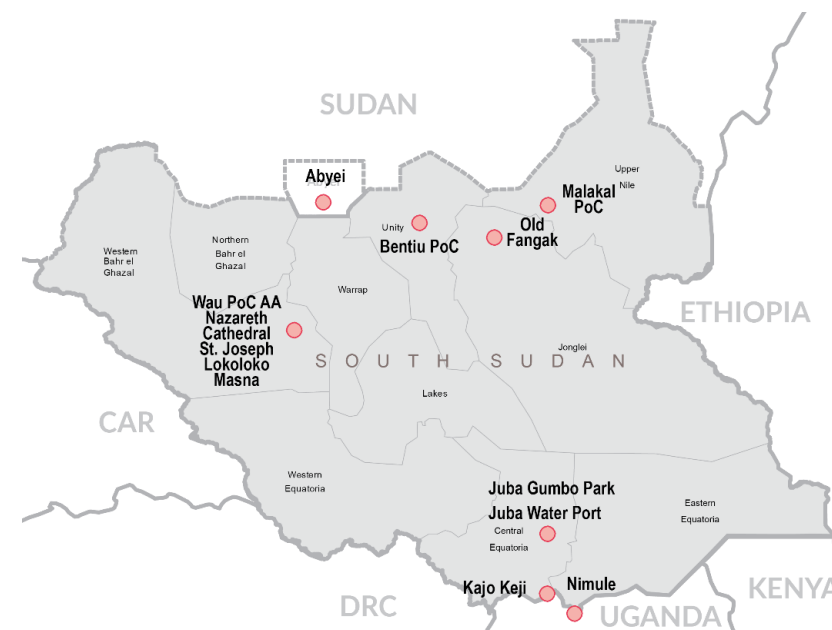 SUDAN
Abyei
Upper
Nile
Malakal
PoC
Old
Fangak
Unity
Bentiu PoC
Northern
Bahr el
Ghazal
Western
Bahr el
Ghazal
Warrap
Wau PoC AA
Nazareth
Cathedral
St. Joseph
Lokoloko
Masna
ETHIOPIA
Jonglei
SOUTH SUDAN
Lakes
CAR
Western
Equatoria
Juba Gumbo Park
Juba Water Port
Central
Equatoria
Eastern
Equatoria
Kajo Keji
Nimule
DRC
UGANDA
KENYA